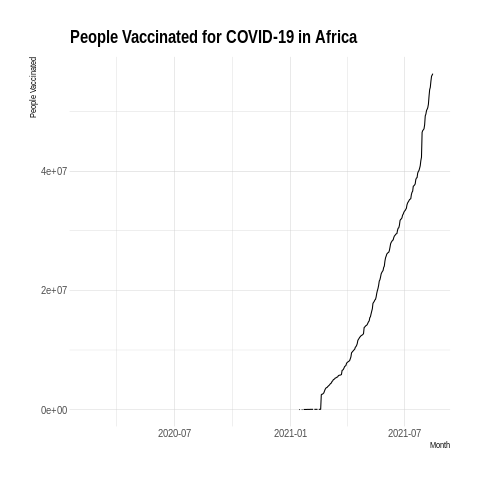 People Vaccinated for COVID-19 in Africa
People Vaccinated
4e+07
2e+07
0e+00
2020-07
2021-01
2021-07
Month